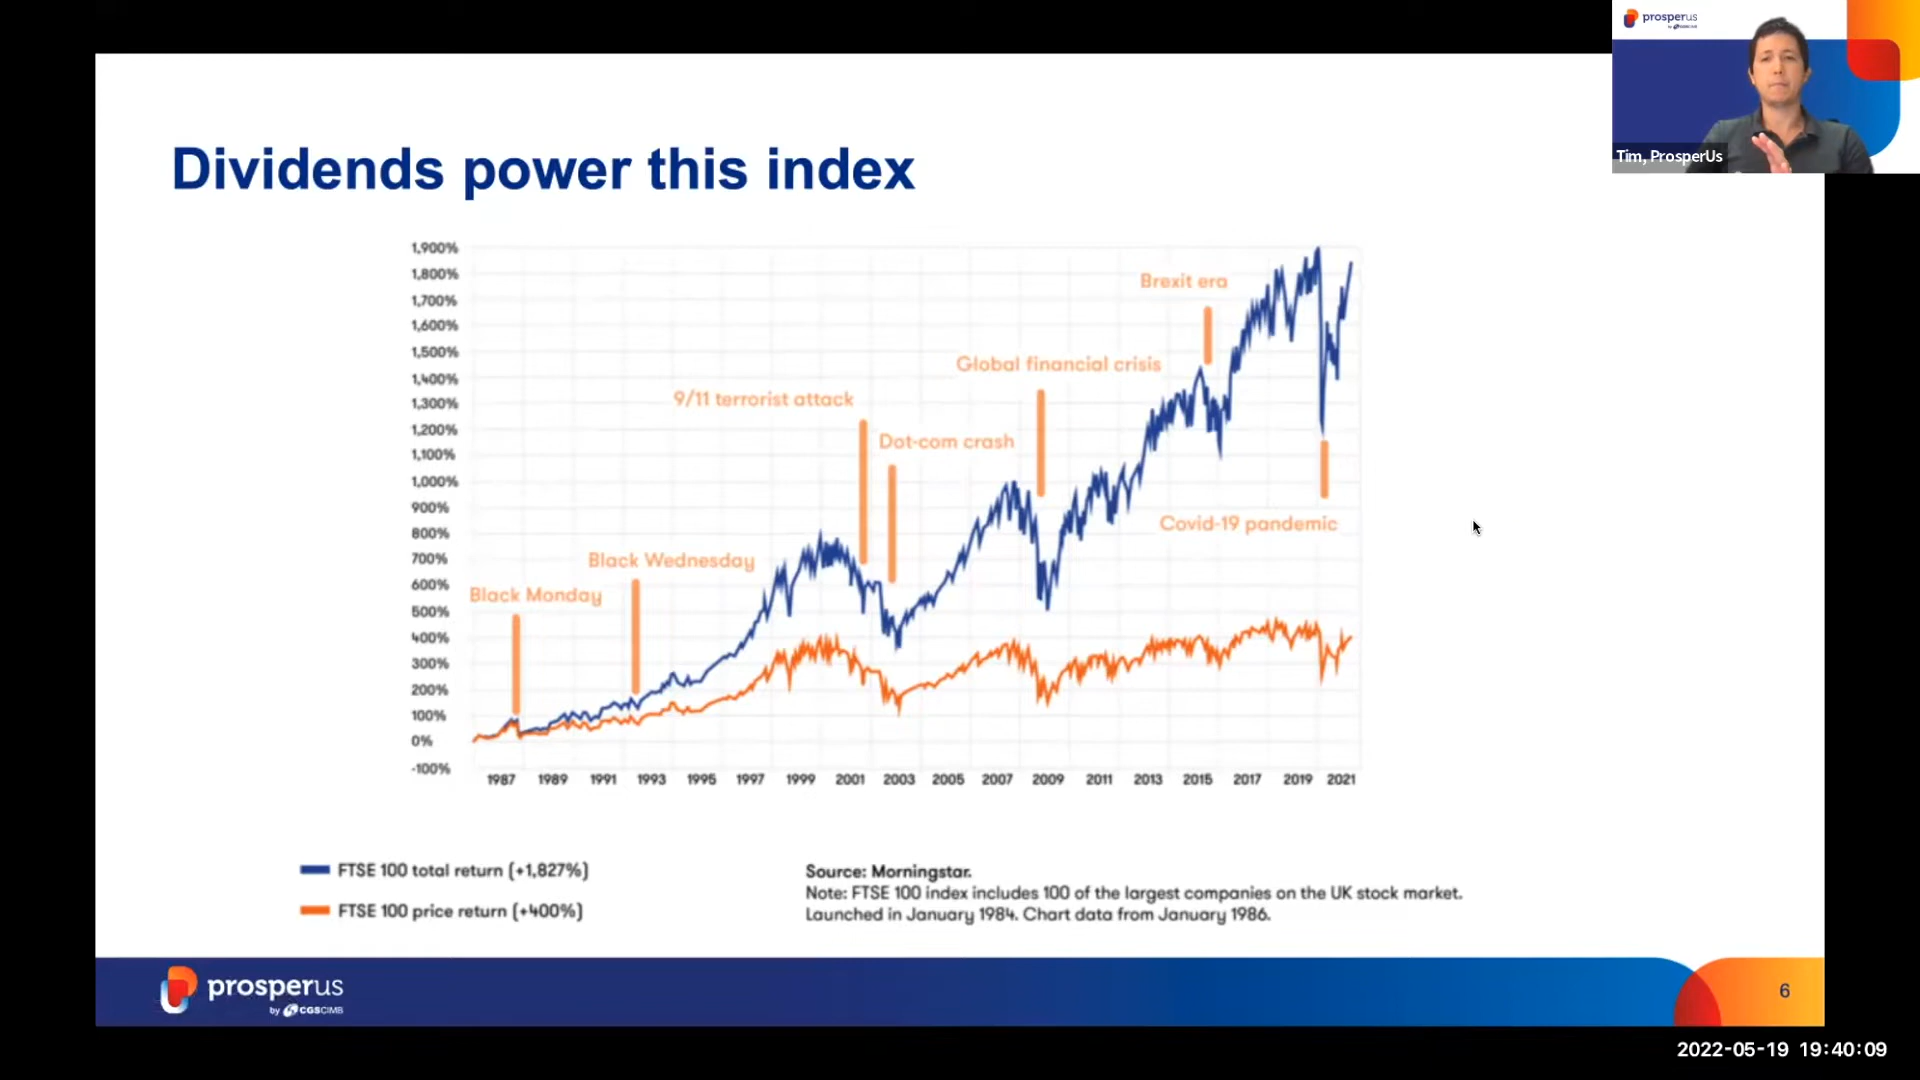 prosperus
Tim, ProsperUs
Dividends power this index
1,900%
1,800%
1,700%
1,600%
1,500%
1,400%
1,300%
1,200%
1,100%
1,000%
900%
800%
700%
600%
500%
400%
300%
200%
100%
0%
-100%
Brexit era
Global financial crisis
9/11 terrorist attack
Dot-com crash
Covid-19 pandemic
Black Wednesday
Black Monday
1987 1989 1991 1993 1995 1997 1999 2001 2003 2005 2007 2009 2011 2013 2015 2017 2019 2021
FTSE 100 total return (+1,827%)
FTSE 100 price return (+400%)
Source: Morningstar.
Note: FTSE 100 index includes 100 of the largest companies on the UK stock market.
Launched in January 1984. Chart data from January 1986.
prosperus
by CGS CIMB
6
2022-05-19 19:40:09